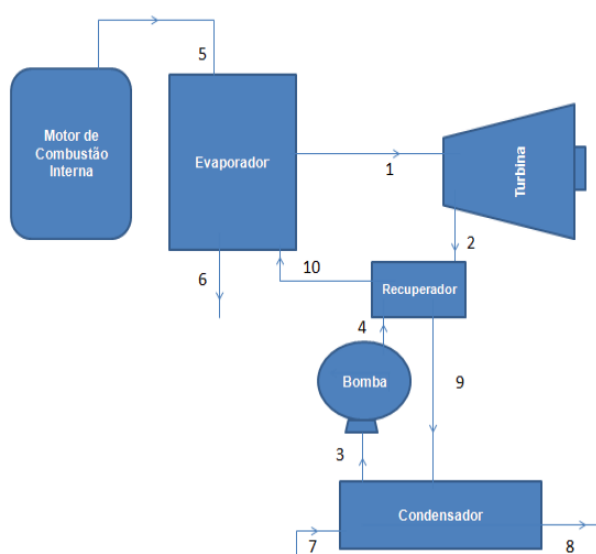 5
Motor de
Combustão
Interna
Evaporador
1
Turbina
2
6
10
Recuperador
4
Bomba
9
3
Condensador
7
8